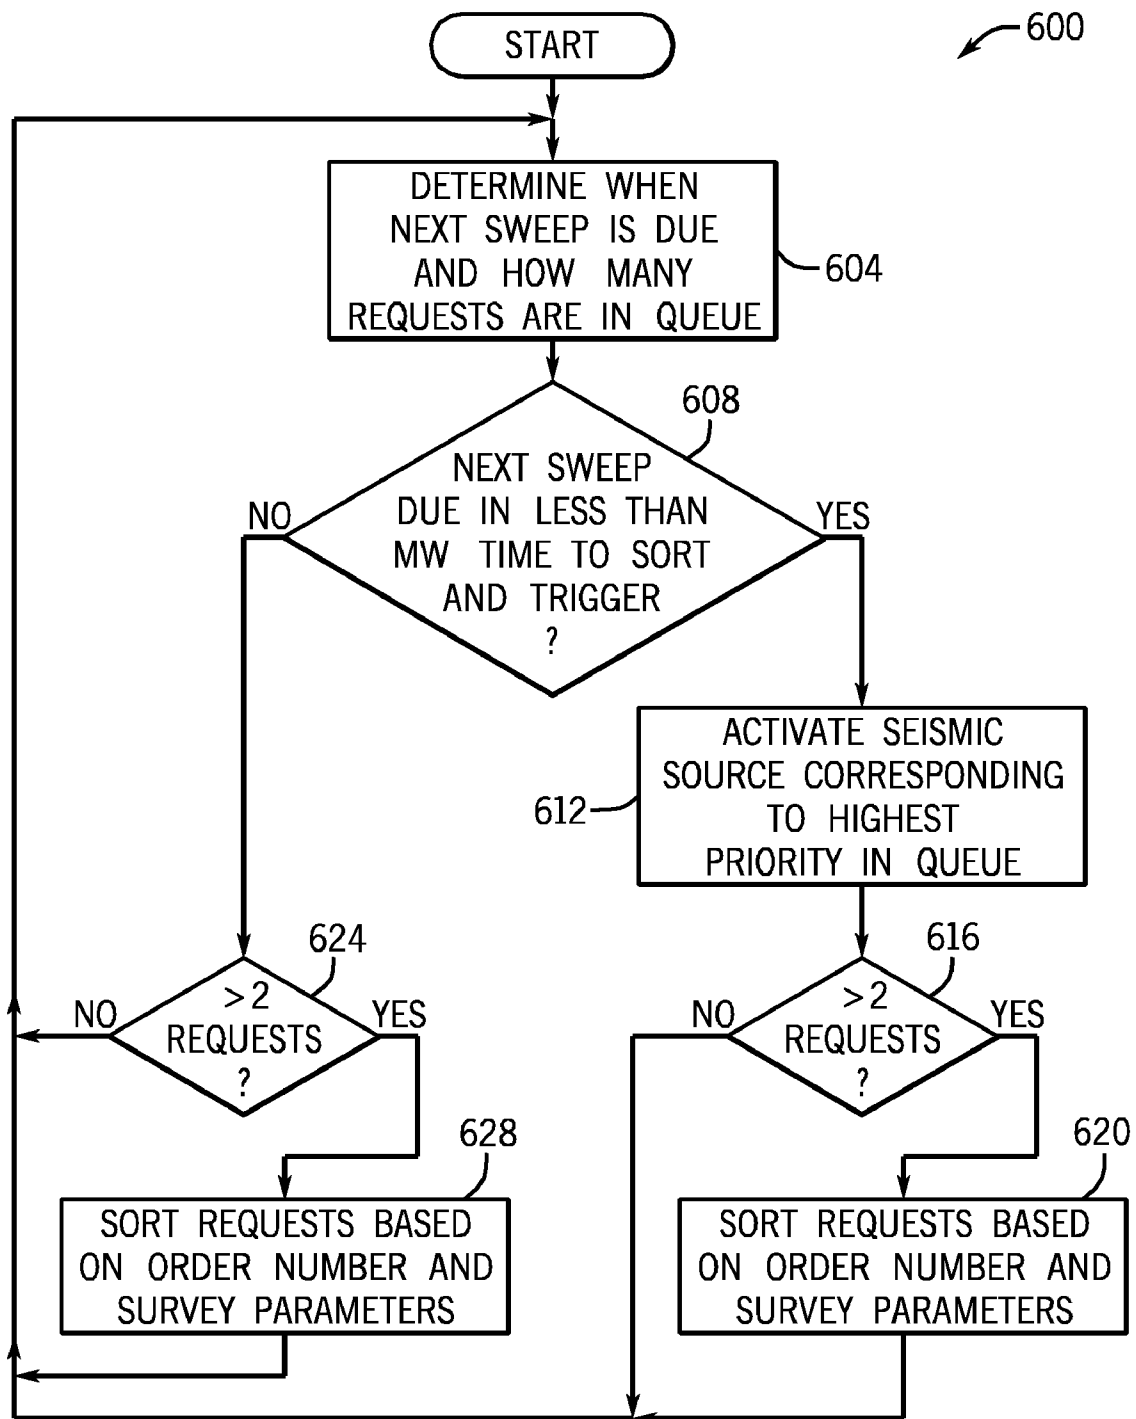 START
600
DETERMINE WHEN
NEXT SWEEP IS DUE
AND HOW MANY
REQUESTS ARE IN QUEUE
604
608
NEXT SWEEP
DUE IN LESS THAN
MW TIME TO SORT
AND TRIGGER
?
NO
YES
ACTIVATE SEISMIC
SOURCE CORRESPONDING
TO HIGHEST
PRIORITY IN QUEUE
612
624
>2
REQUESTS
?
NO
YES
616
>2
REQUESTS
?
NO
YES
628
SORT REQUESTS BASED
ON ORDER NUMBER AND
SURVEY PARAMETERS
620
SORT REQUESTS BASED
ON ORDER NUMBER AND
SURVEY PARAMETERS